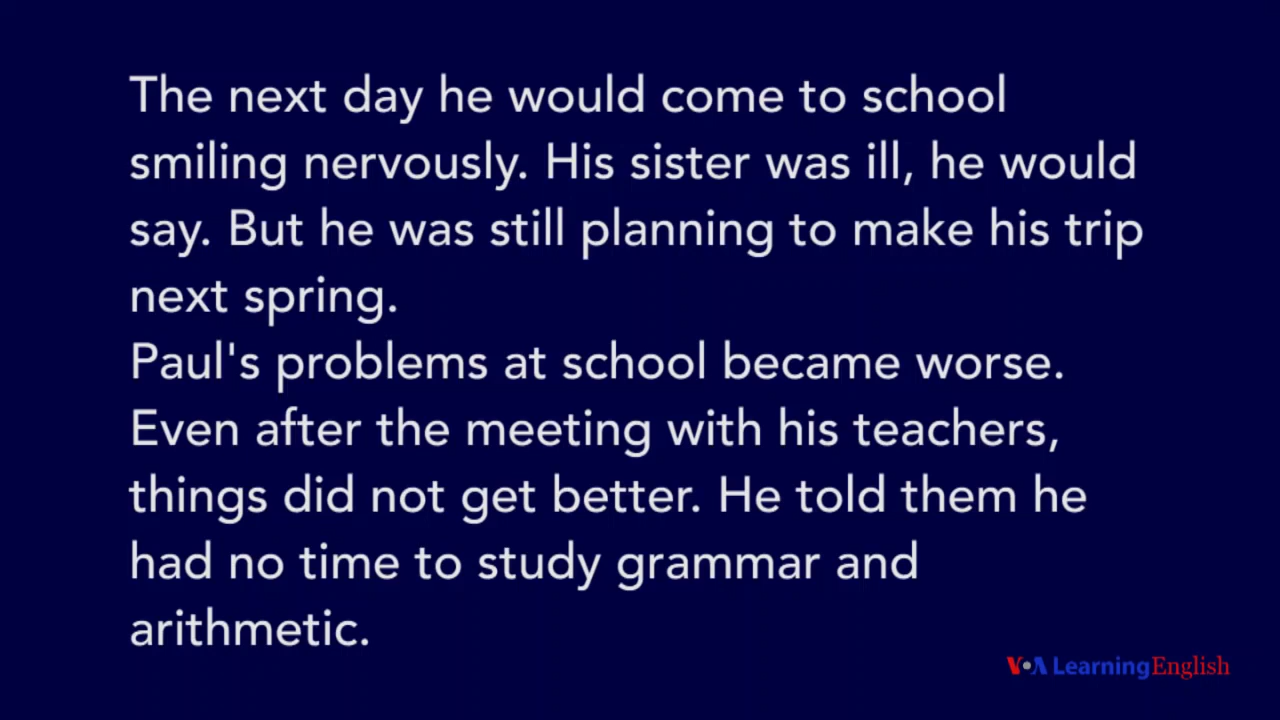 The next day he would come to school
smiling nervously. His sister was ill, he would
say. But he was still planning to make his trip
next spring.
Paul's problems at school became worse.
Even after the meeting with his teachers,
things did not get better. He told them he
had no time to study grammar and
arithmetic.
VOA LearningEnglish